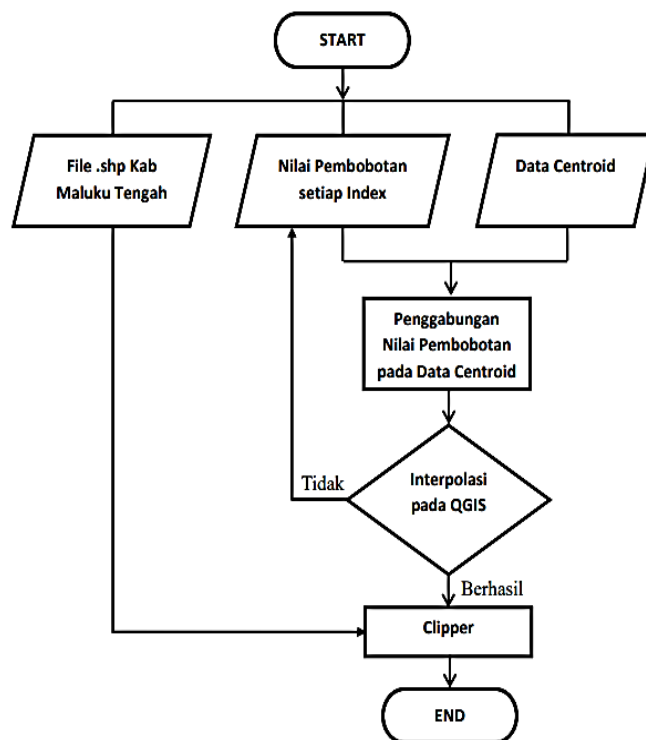 START
File .shp Kab
Maluku Tengah
Nilai Pembobotan
setiap Index
Data Centroid
Penggabungan
Nilai Pembobotan
pada Data Centroid
Interpolasi
pada QGIS
Tidak
Berhasil
Clipper
END